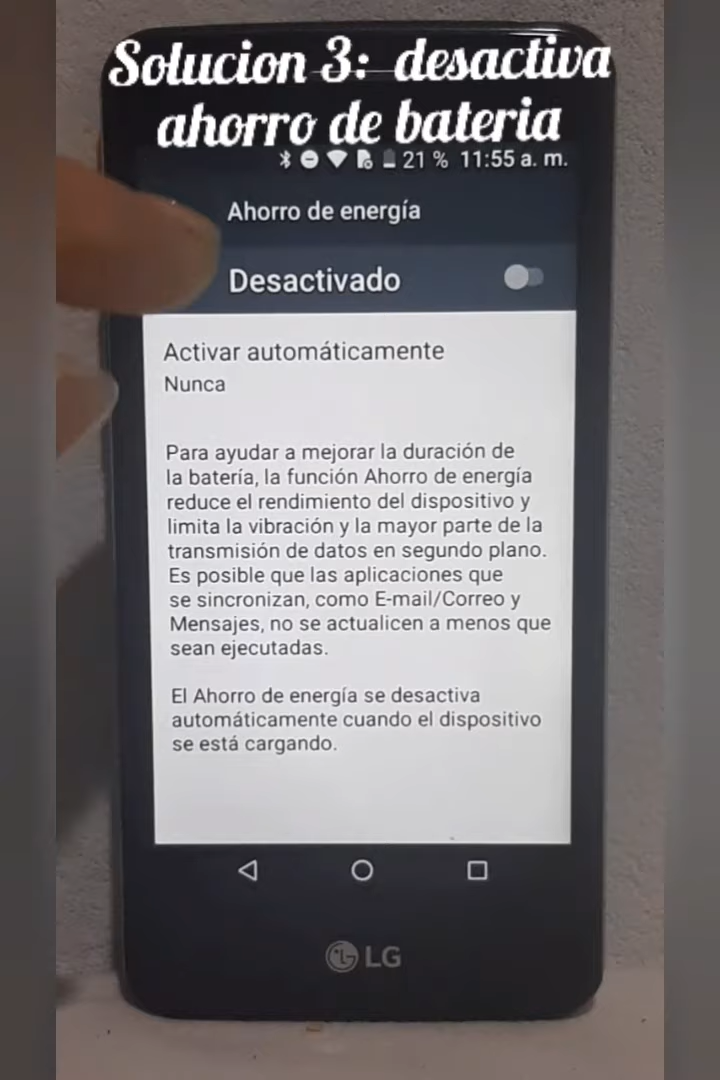 Solucion 3: desactiva
ahorro de bateria
21 % 11:55 a. m.
Ahorro de energía
Desactivado
Activar automáticamente
Nunca
Para ayudar a mejorar la duración de
la batería, la función Ahorro de energía
reduce el rendimiento del dispositivo y
limita la vibración y la mayor parte de la
transmisión de datos en segundo plano.
Es posible que las aplicaciones que
se sincronizan, como E-mail/Correo y
Mensajes, no se actualicen a menos que
sean ejecutadas.
El Ahorro de energía se desactiva
automáticamente cuando el dispositivo
se está cargando.
LG